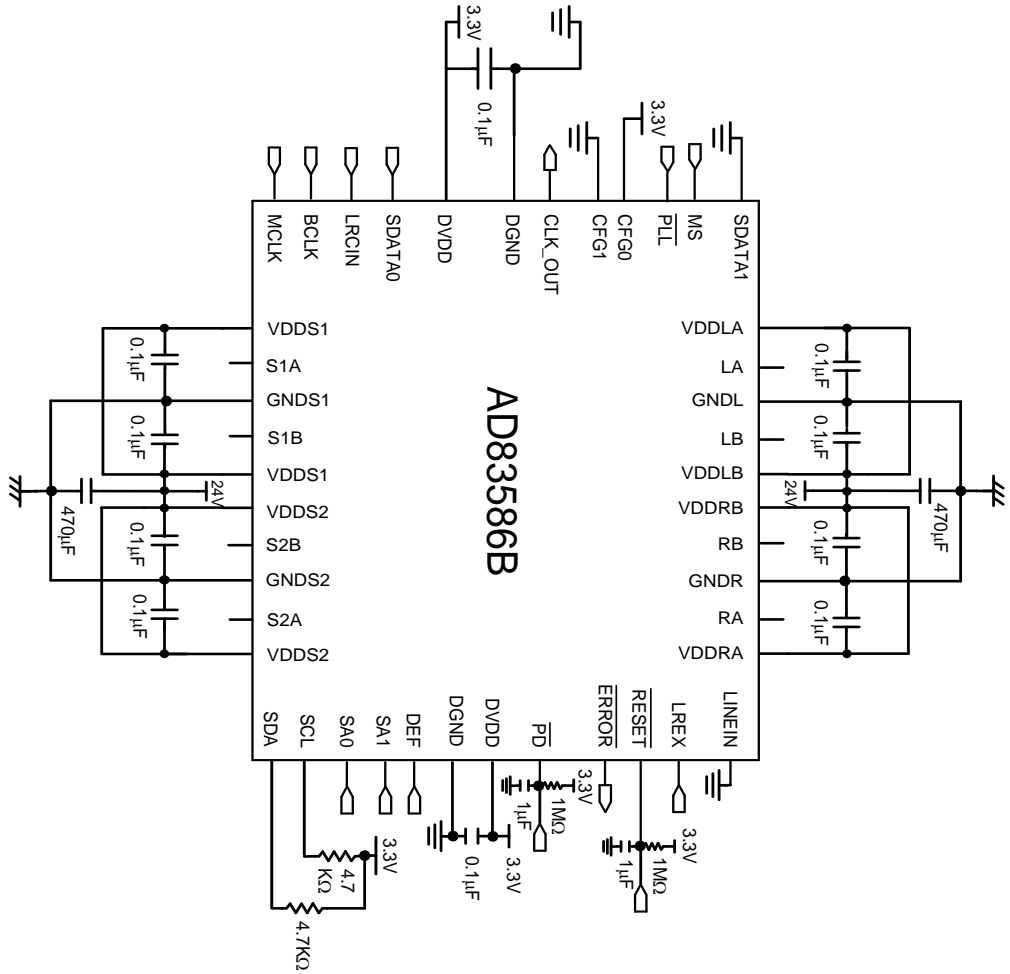 3.3V
0.1μF
3.3V
MCLK
BCLK
LRCIN
SDATA0
DVDD
DGND
CLK_OUT
CFG1
CFG0
PLL
MS
SDATA1
VDDS1
S1A
GNDS1
S1B
VDDS1
VDDS2
S2B
GNDS2
S2A
VDDS2
0.1μF
0.1μF
24V
470μF
0.1μF
0.1μF
AD83586B
VDDLA
LA
GNDL
LB
VDDLB
VDDRB
RB
GNDR
RA
VDDRA
0.1μF
0.1μF
24V
470μF
0.1μF
0.1μF
SDA
SCL
SA0
SA1
DEF
DGND
DVDD
PD
ERROR
RESET
LREX
LINEIN
3.3V
1MΩ
1μF
3.3V
0.1μF
3.3V
1MΩ
1μF
3.3V
4.7
KΩ
4.7KΩ